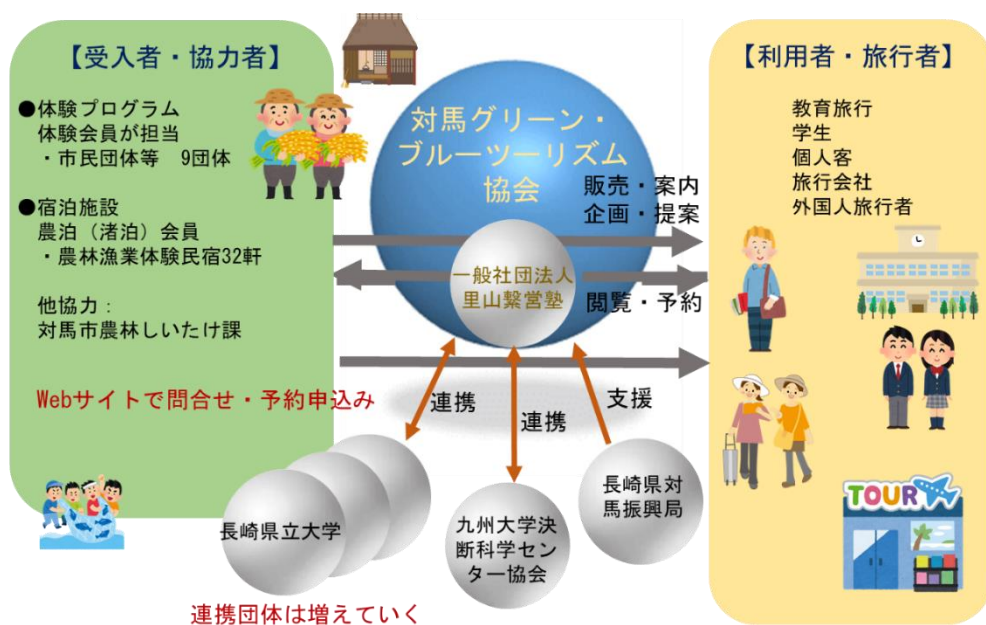 【受入者・協力者】
●体験プログラム
体験会員が担当
・市民団体等　9団体
●宿泊施設
農泊（渚泊）会員
・農林漁業体験民宿32軒
他協力：
対馬市農林しいたけ課
Webサイトで問合せ・予約申込み
対馬グリーン・
ブルーツーリズム
協会
販売・案内
企画・提案
一般社団法人
里山繋営塾
閲覧・予約
連携
連携
支援
長崎県立大学
九州大学決
断科学セン
ター協会
長崎県対
馬振興局
連携団体は増えていく
【利用者・旅行者】
教育旅行
学生
個人客
旅行会社
外国人旅行者
TOUR